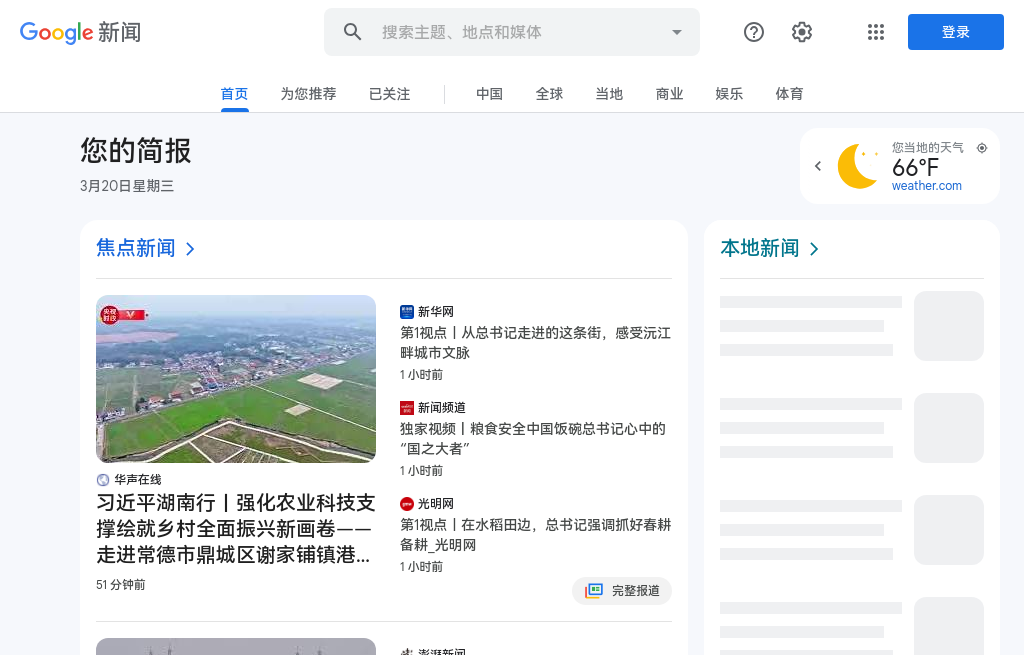 Google 新闻
搜索主题、地点和媒体
登录
首页
为您推荐
已关注
中国
全球
当地
商业
娱乐
体育
您的简报
3月20日星期三
您当地的天气
66°F
weather.com
焦点新闻
央视
时政
华声在线
习近平湖南行丨强化农业科技支
撑绘就乡村全面振兴新画卷——
走进常德市鼎城区谢家铺镇港...
51 分钟前
新华网
第1视点丨从总书记走进的这条街，感受沅江
畔城市文脉
1 小时前
新闻频道
独家视频丨粮食安全中国饭碗总书记心中的
“国之大者”
1 小时前
光明网
第1视点丨在水稻田边，总书记强调抓好春耕
备耕_光明网
1 小时前
完整报道
澎湃新闻
本地新闻